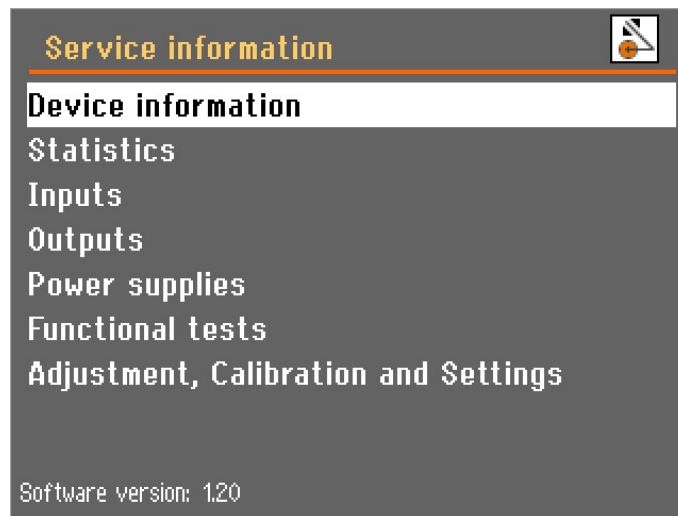 Service information
Device information
Statistics
Inputs
Outputs
Power supplies
Functional tests
Adjustment, Calibration and Settings
Software version: 1.20